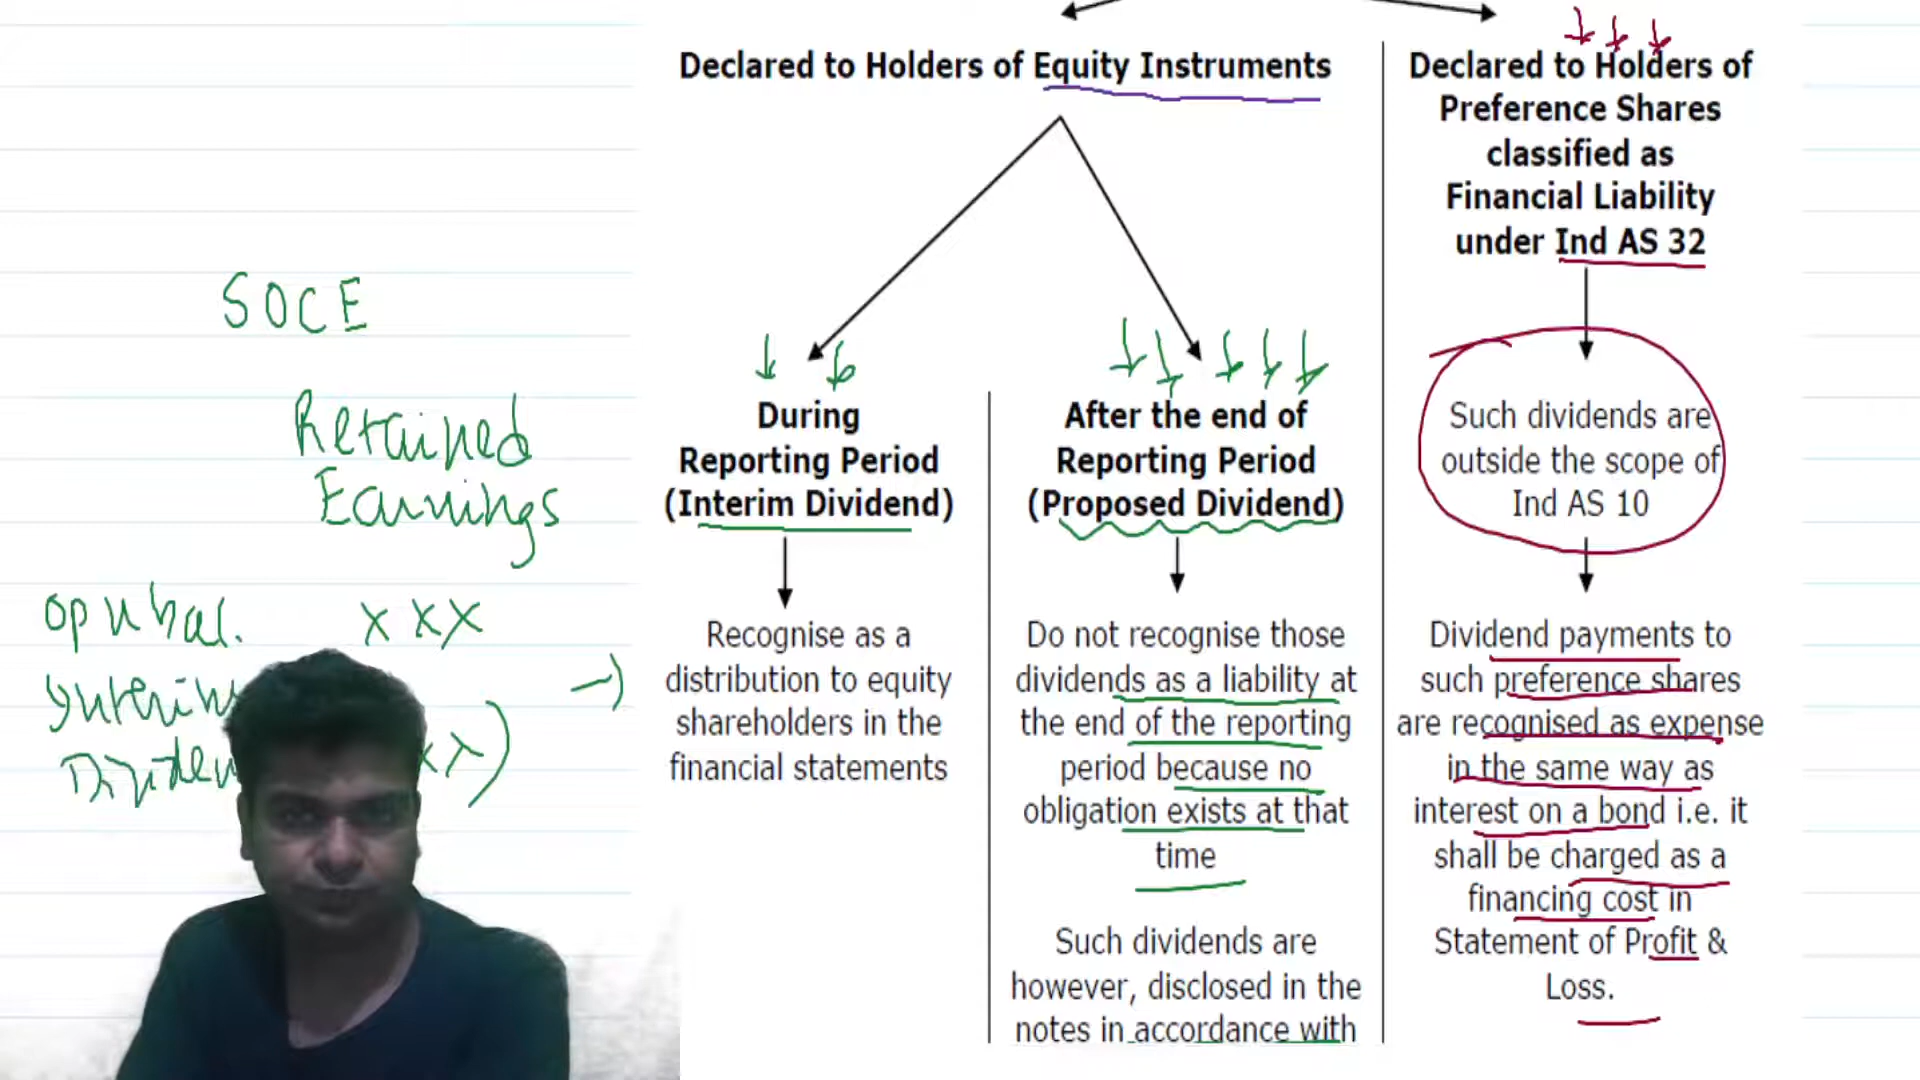 SOCE
Retained
Earnings
opn bal. xxx
Interim
Declared to Holders of Equity Instruments
During
Reporting Period
(Interim Dividend)
Recognise as a
distribution to equity
shareholders in the
financial statements
After the end of
Reporting Period
(Proposed Dividend)
Do not recognise those
dividends as a liability at
the end of the reporting
period because no
obligation exists at that
time
Such dividends are
however, disclosed in the
notes in accordance with
Declared to Holders of
Preference Shares
classified as
Financial Liability
under Ind AS 32
Such dividends are
outside the scope of
Ind AS 10
Dividend payments to
such preference shares
are recognised as expense
in the same way as
interest on a bond i.e. it
shall be charged as a
financing cost in
Statement of Profit &
Loss.